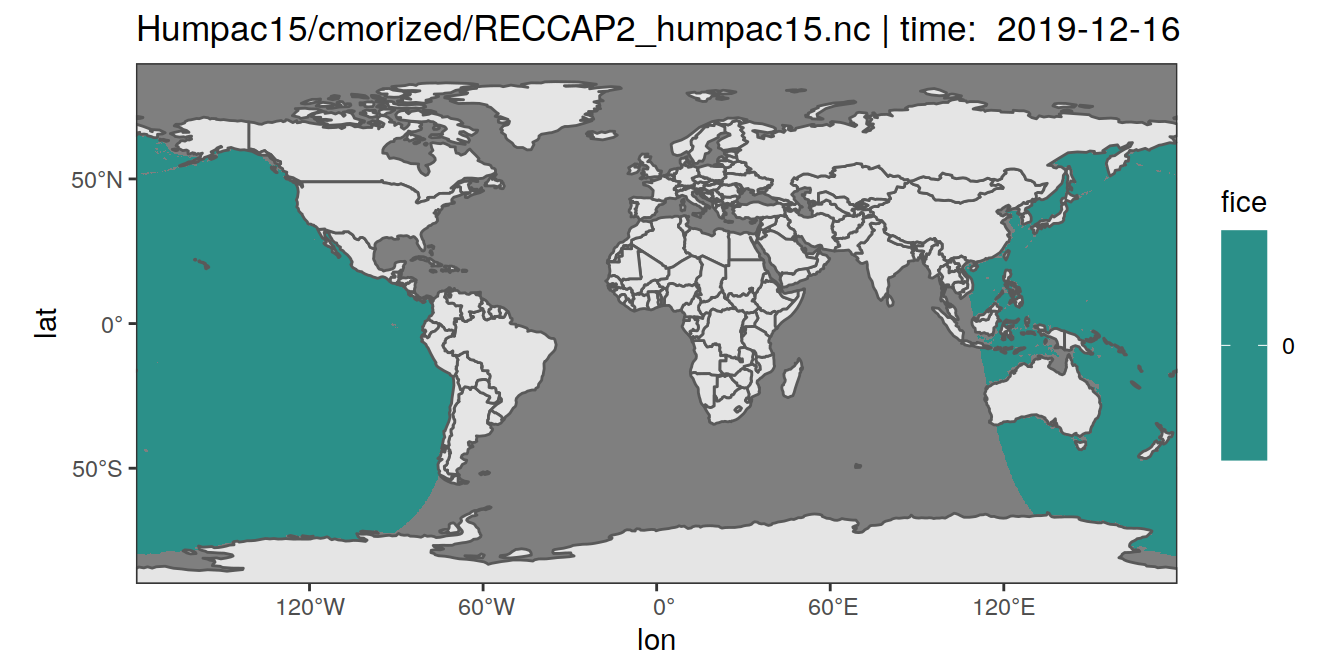 Humpac15/cmorized/RECCAP2_humpac15.nc | time:  2019-12-16
fice
50°N
0°
50°S
lat
0
120°W
60°W
0°
60°E
120°E
lon